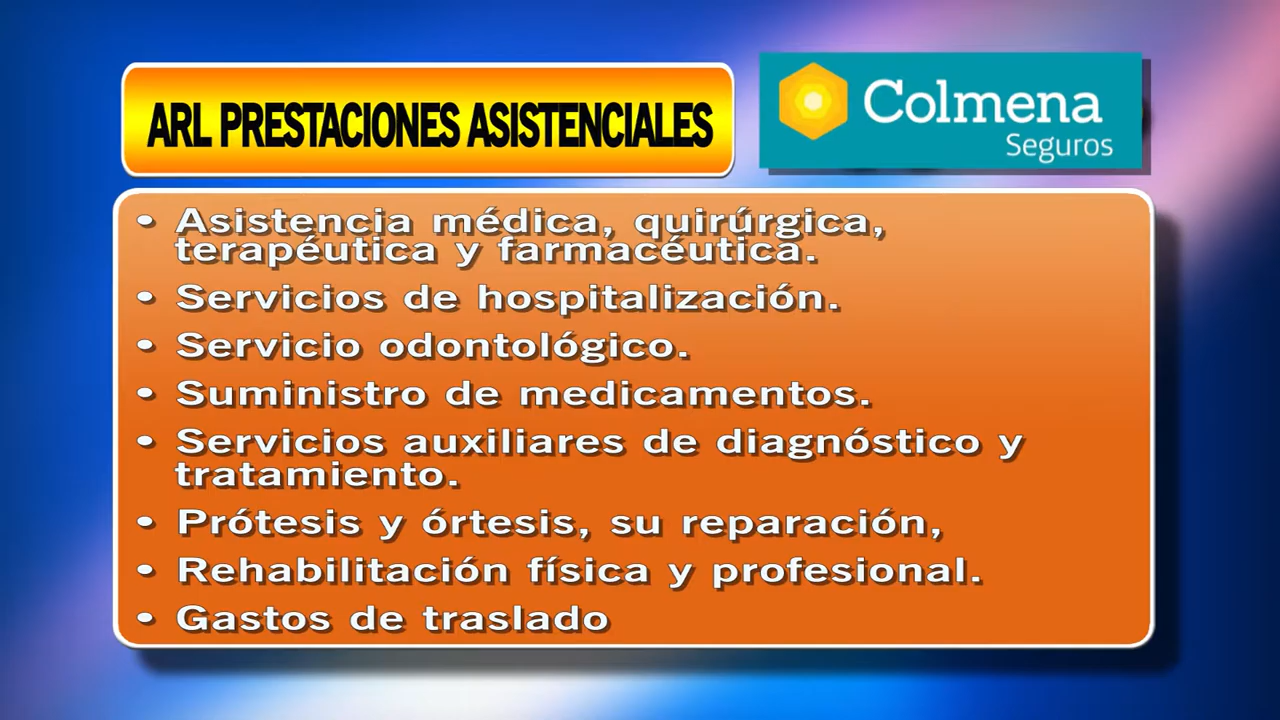 ARL PRESTACIONES ASISTENCIALES
Colmena
Seguros
• Asistencia médica, quirúrgica,
terapéutica y farmacéutica.
• Servicios de hospitalización.
• Servicio odontológico.
• Suministro de medicamentos.
• Servicios auxiliares de diagnóstico y
tratamiento.
• Prótesis y órtesis, su reparación,
• Rehabilitación física y profesional.
• Gastos de traslado